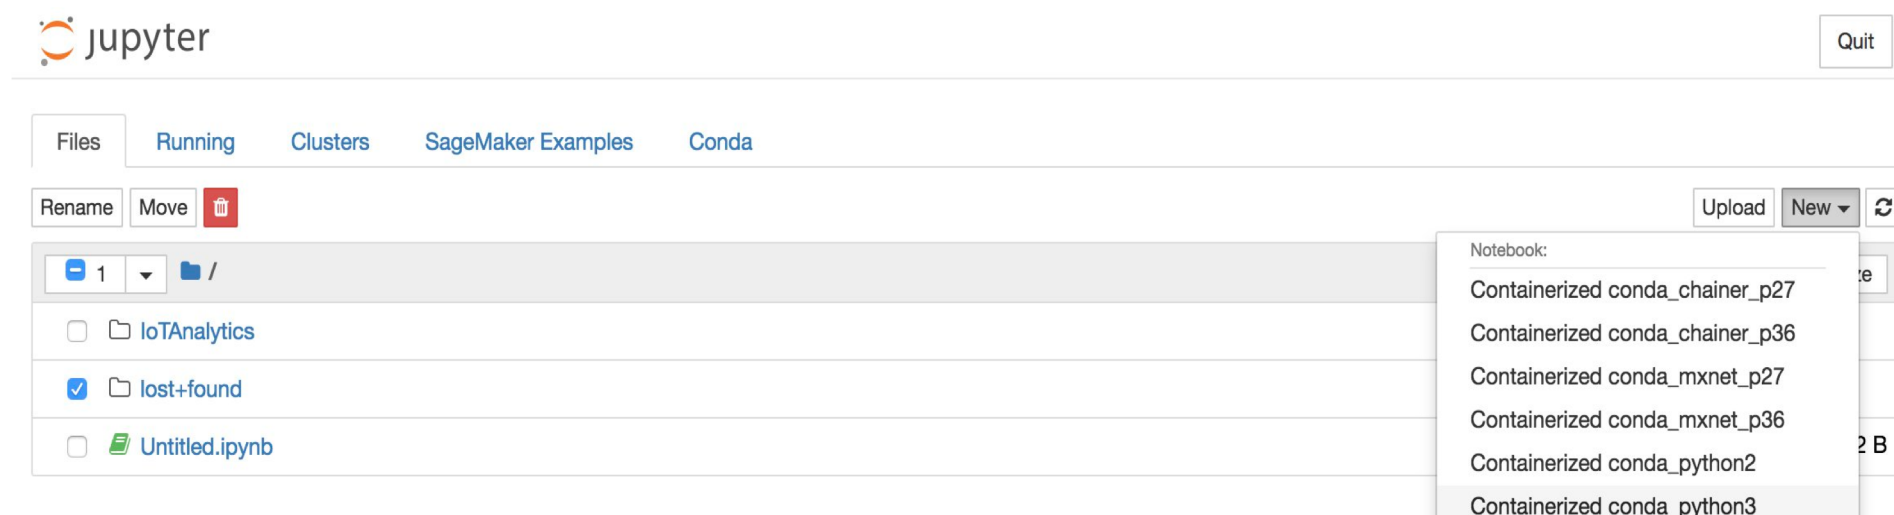 jupyter
Quit
Files Running Clusters SageMaker Examples Conda
Rename Move Upload New
1 /
Notebook:
Containerized conda_chainer_p27
IoTAnalytics
Containerized conda_chainer_p36
lost+found
Containerized conda_mxnet_p27
Containerized conda_mxnet_p36
Untitled.ipynb
2 B
Containerized conda_python2
Containerized conda_python3